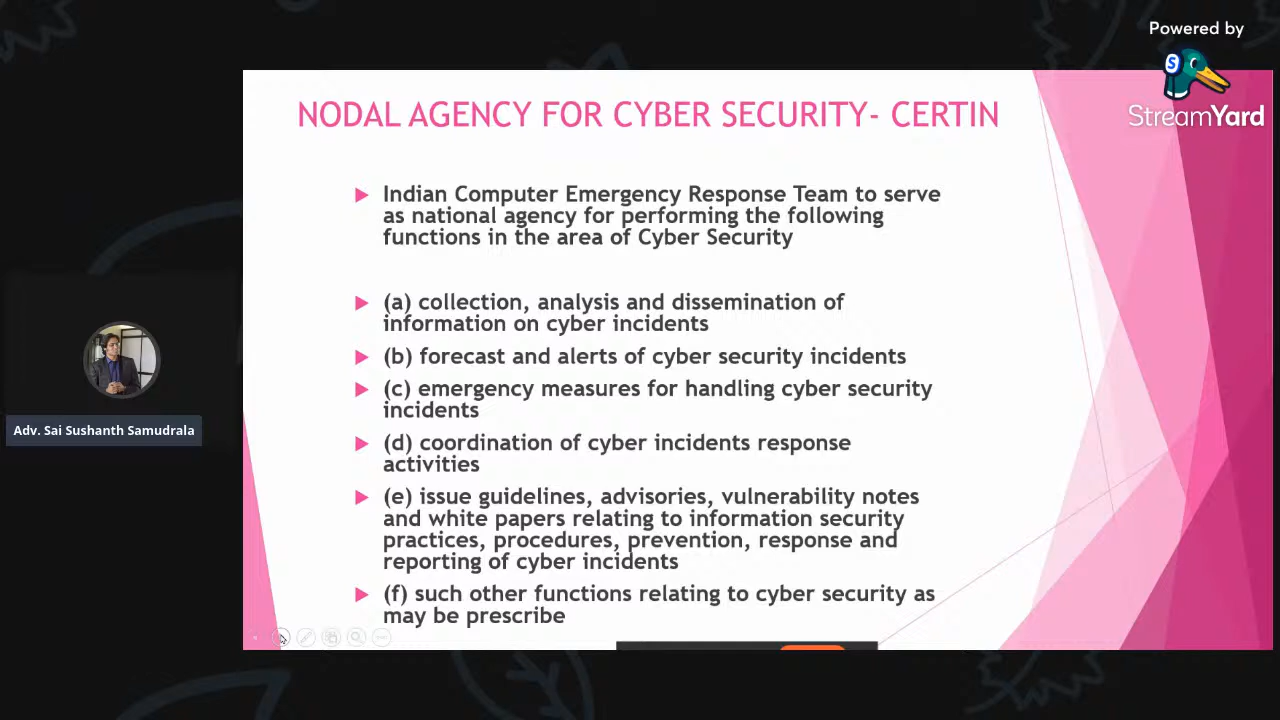 Powered by
StreamYard
NODAL AGENCY FOR CYBER SECURITY- CERTIN
Indian Computer Emergency Response Team to serve
as national agency for performing the following
functions in the area of Cyber Security
(a) collection, analysis and dissemination of
information on cyber incidents
(b) forecast and alerts of cyber security incidents
(c) emergency measures for handling cyber security
incidents
(d) coordination of cyber incidents response
activities
(e) issue guidelines, advisories, vulnerability notes
and white papers relating to information security
practices, procedures, prevention, response and
reporting of cyber incidents
(f) such other functions relating to cyber security as
may be prescribe
Adv. Sai Sushanth Samudrala